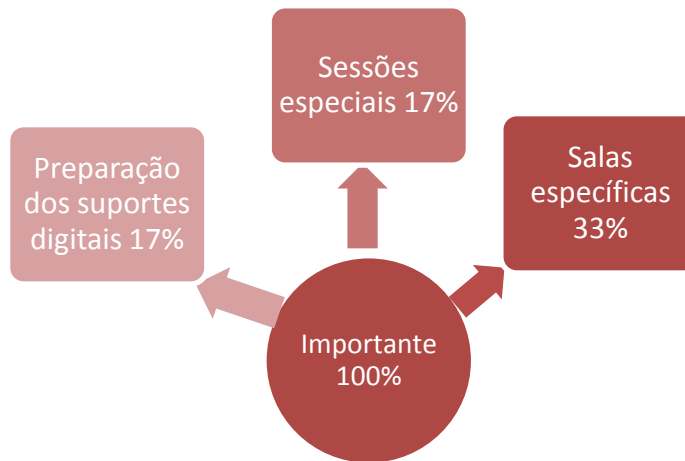 Sessões
especiais 17%
Preparação
dos suportes
digitais 17%
Salas
específicas
33%
Importante
100%